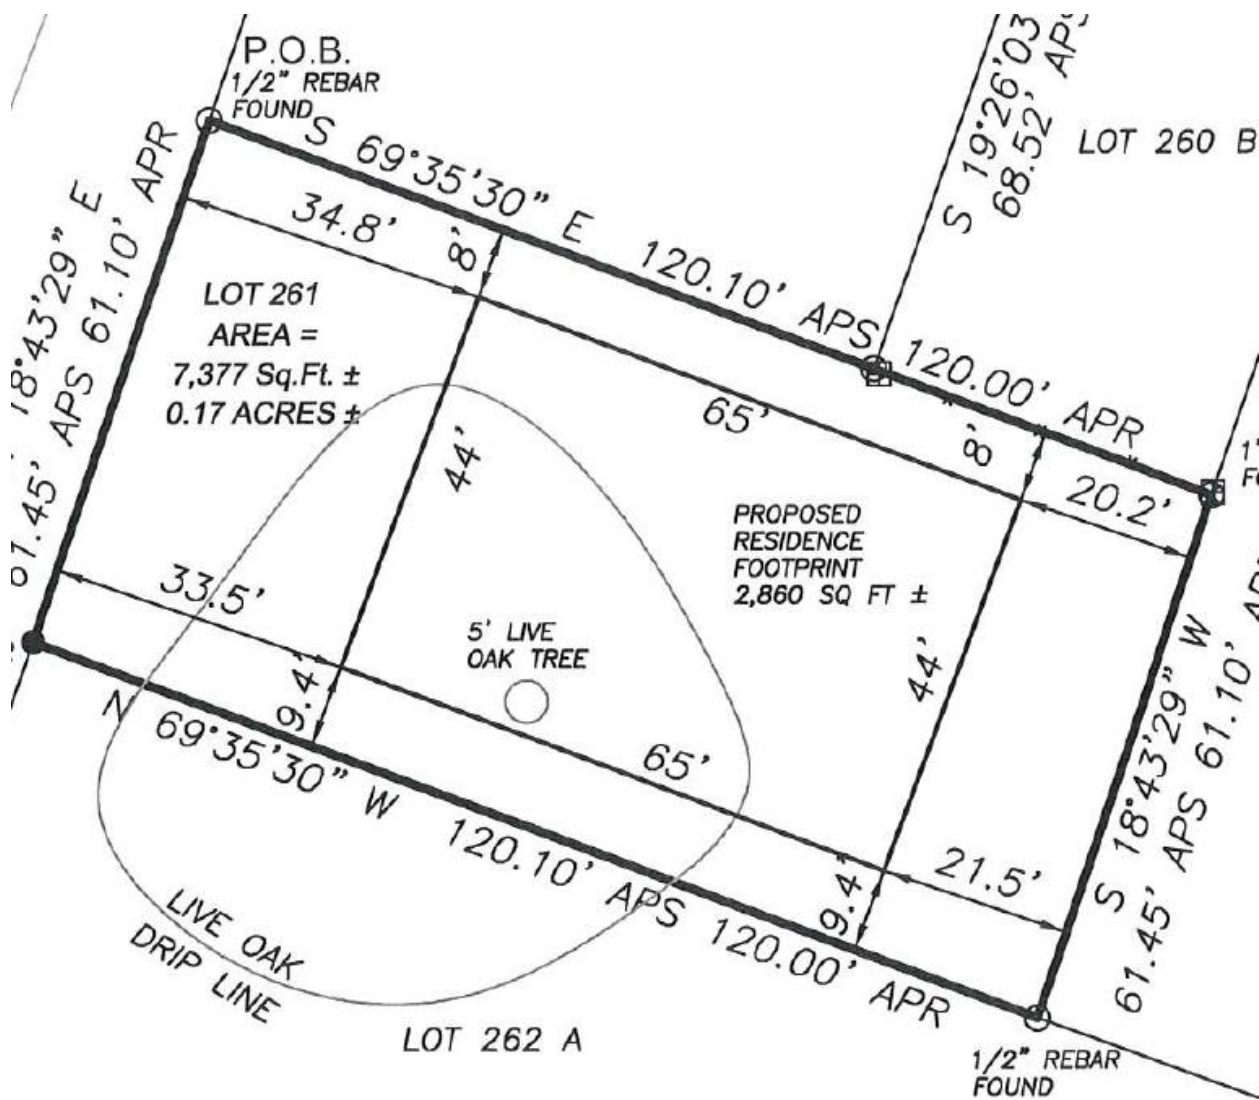 P.O.B.
1/2" REBAR
FOUND
S 69°35'30" E 120.10' APS
120.00' APR
S 19°26'03
68.52' APS
LOT 260 B
18°43'29" E
61.45' APS 61.10' APR
34.8'
8'
LOT 261
AREA =
7,377 Sq.Ft. ±
0.17 ACRES ±
65'
8'
20.2'
1"
44'
PROPOSED
RESIDENCE
FOOTPRINT
2,860 SQ FT ±
33.5'
5' LIVE
OAK TREE
44'
9.4'
65'
9.4'
21.5'
S 18°43'29" W
61.45' APS 61.10'
N 69°35'30" W 120.10' APS 120.00' APR
LIVE OAK
DRIP LINE
LOT 262 A
1/2" REBAR
FOUND